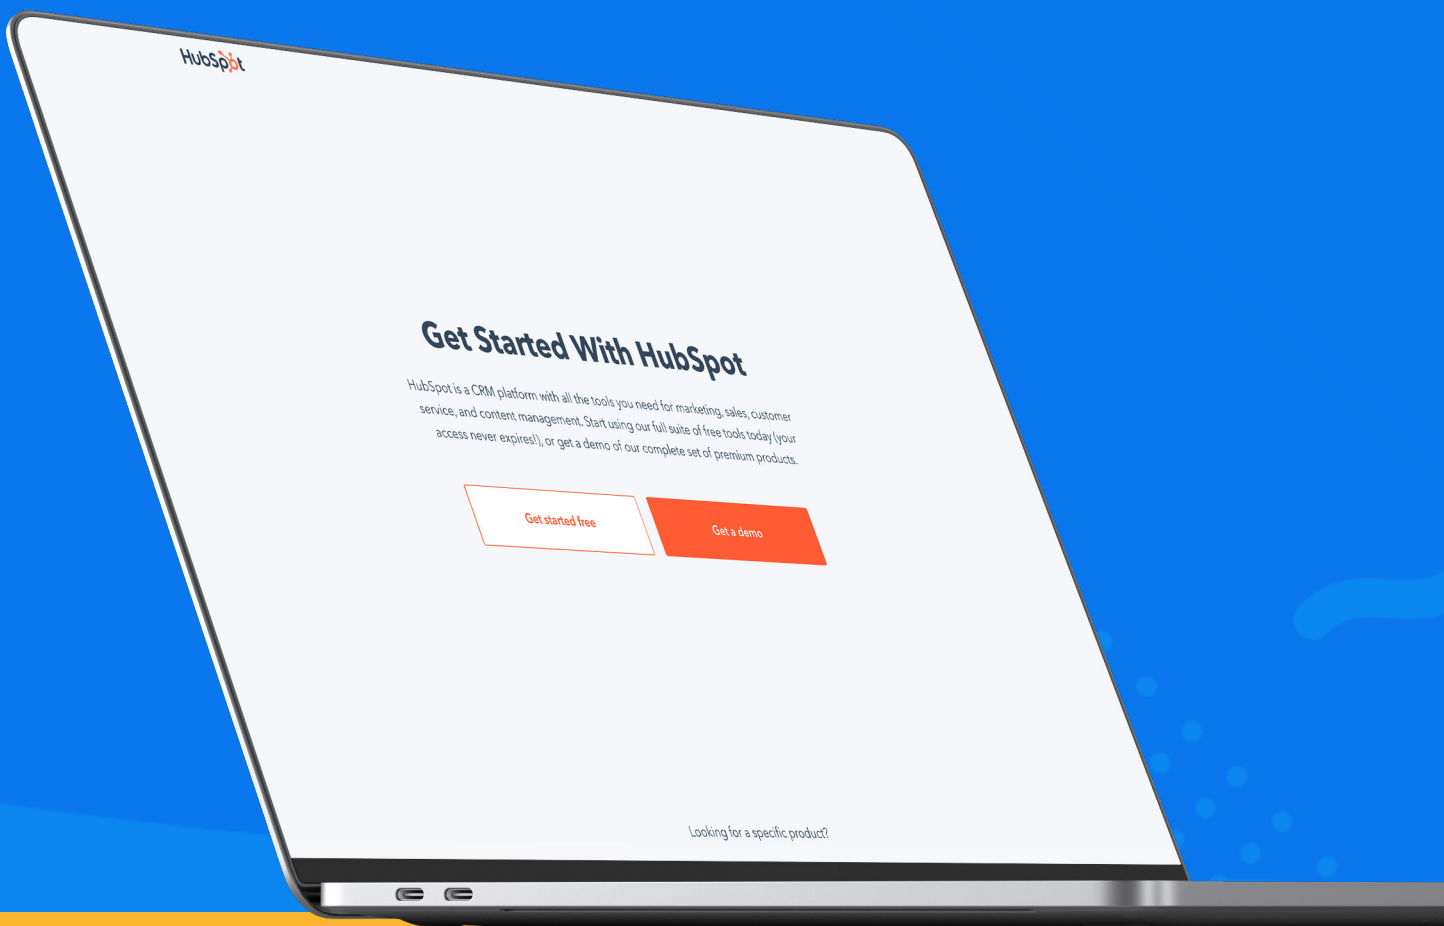 HubSpot
Get Started With HubSpot
HubSpot is a CRM platform with all the tools you need for marketing, sales, customer
service, and content management. Start using our full suite of free tools today (your
access never expires!), or get a demo of our complete set of premium products.
Get started free
Get a demo
Looking for a specific product?